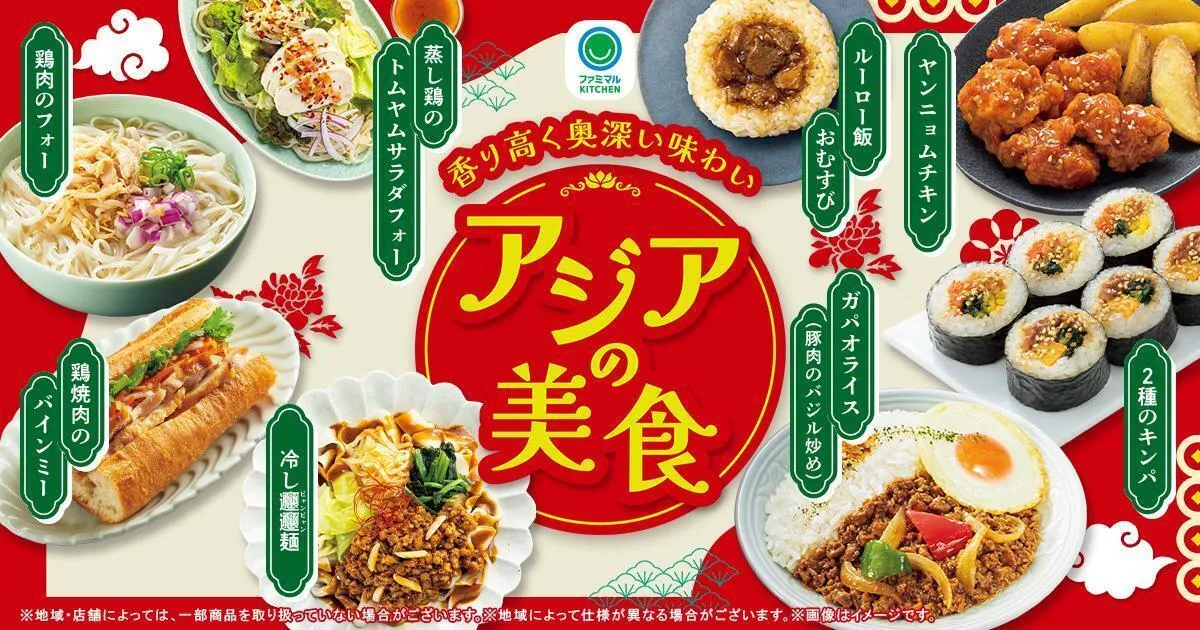 鶏肉のフォー
蒸し鶏の
トムヤムサラダフォー
ファミマル
KITCHEN
ルーロー飯
おむすび
ヤンニョムチキン
香り高く奥深い味わい
アジアの
美食
鶏焼肉の
バインミー
冷し𰻞𰻞麺
ビャンビャン
ガパオライス
(豚肉のバジル炒め)
2種のキンパ
※地域・店舗によっては、一部商品を取り扱っていない場合がございます。※地域によって仕様が異なる場合がございます。※画像はイメージです。